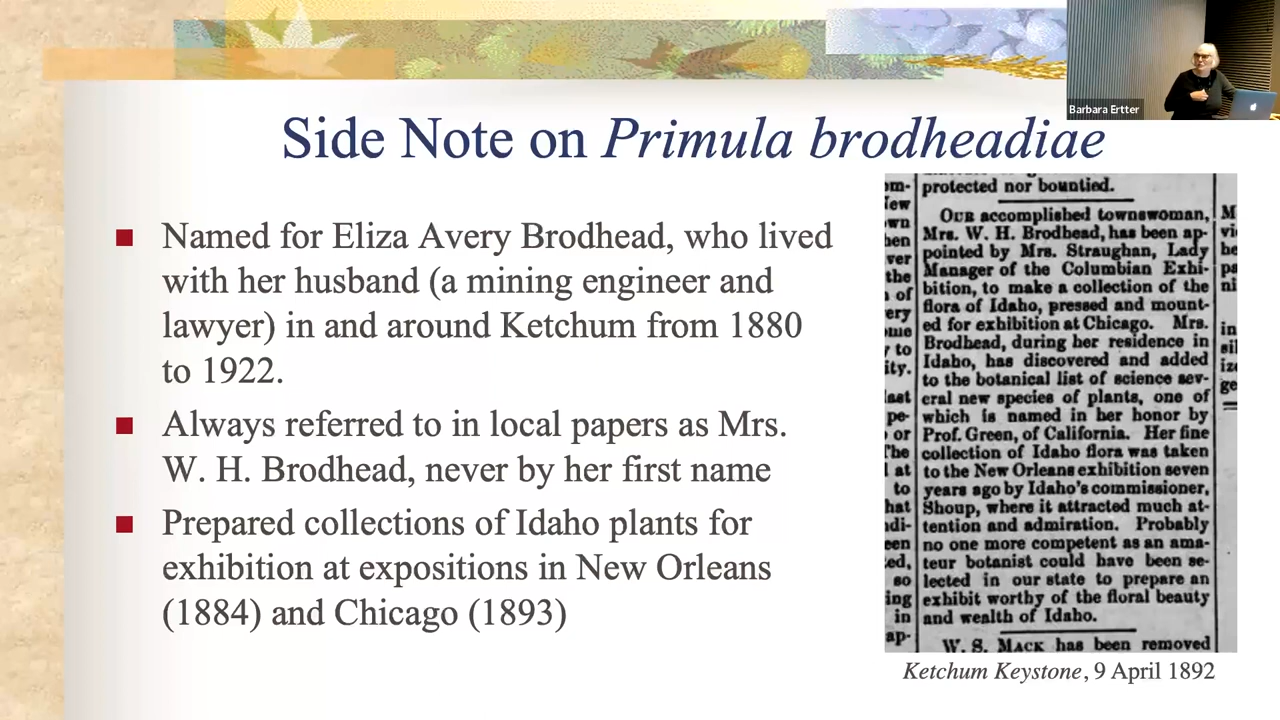 Barbara Ertter
Side Note on Primula brodheadiae
Named for Eliza Avery Brodhead, who lived
with her husband (a mining engineer and
lawyer) in and around Ketchum from 1880
to 1922.
Always referred to in local papers as Mrs.
W. H. Brodhead, never by her first name
Prepared collections of Idaho plants for
exhibition at expositions in New Orleans
(1884) and Chicago (1893)
protected nor bountied.
OUR accomplished townswoman,
Mrs. W. H. Brodhead, has been ap-
pointed by Mrs. Straughan, Lady
Manager of the Columbian Exhi-
bition, to make a collection of the
flora of Idaho, pressed and mount-
ed for exhibition at Chicago. Mrs.
Brodhead, during her residence in
Idaho, has discovered and added
to the botanical list of science sev-
eral new species of plants, one of
which is named in her honor by
Prof. Green, of California. Her fine
collection of Idaho flora was taken
to the New Orleans exhibition seven
years ago by Idaho's commissioner,
Shoup, where it attracted much at-
tention and admiration. Probably
no one more competent as an ama-
teur botanist could have been se-
lected in our state to prepare an
exhibit worthy of the floral beauty
and wealth of Idaho.
W. S. MACK has been removed
Ketchum Keystone, 9 April 1892